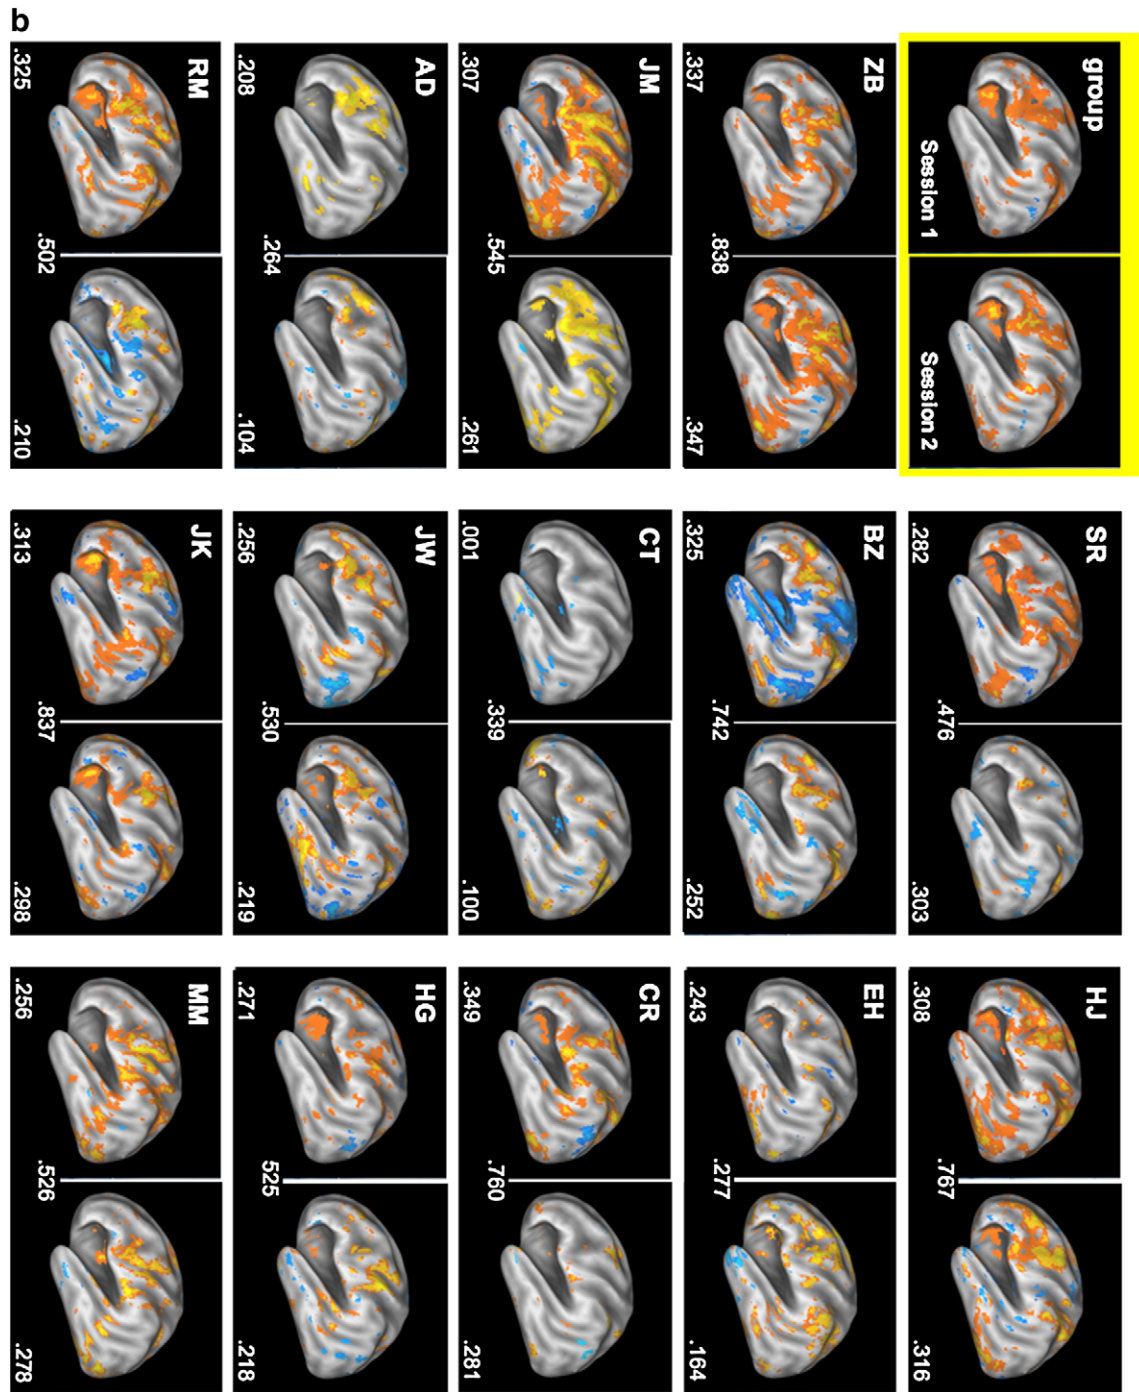 b
group
Session 1
Session 2
SR
.282 .476 .303
HJ
.308 .767 .316
ZB
.337 .838 .347
BZ
.325 .742 .252
EH
.243 .277 .164
JM
.307 .545 .261
CT
.001 .339 .100
CR
.349 .760 .281
AD
.208 .264 .104
JW
.256 .530 .219
HG
.271 525 .218
RM
.325 .502 .210
JK
.313 .837 .298
MM
.256 .526 .278